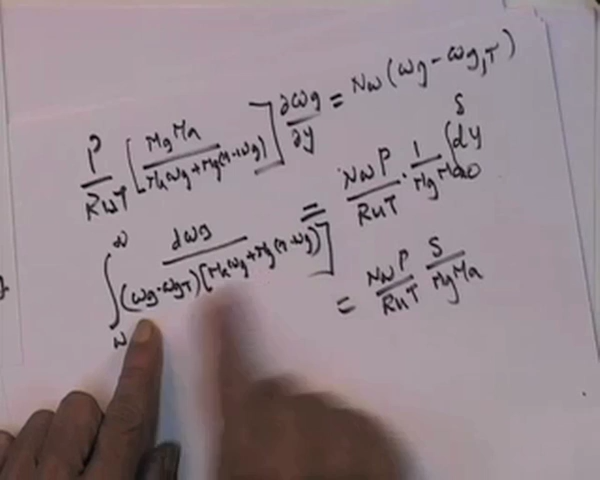 P/RuT [MgMa / Maωg+Mg(1-ωg)] ∂ωg/∂y = Nw (ωg - ωg,T)
∫ dωg / (ωg-ωgT)[Maωg+Mg(1-ωg)] = NwP/RuT · 1/MgMa ∫ dy
= NwP/RuT δ/MgMa